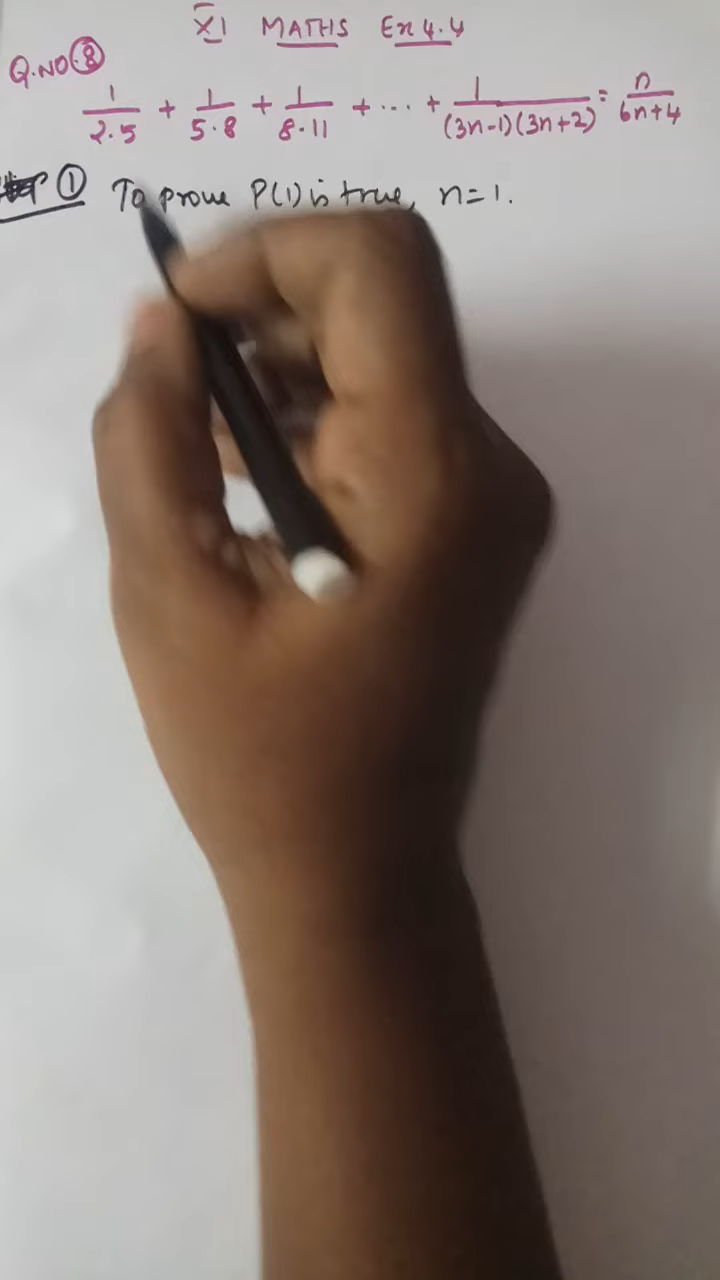 XI MATHS Ex 4.4
Q.NO 8
1/2.5 + 1/5.8 + 1/8.11 + ... + 1/(3n-1)(3n+2) = n/6n+4
① To prove P(1) is true, n=1.